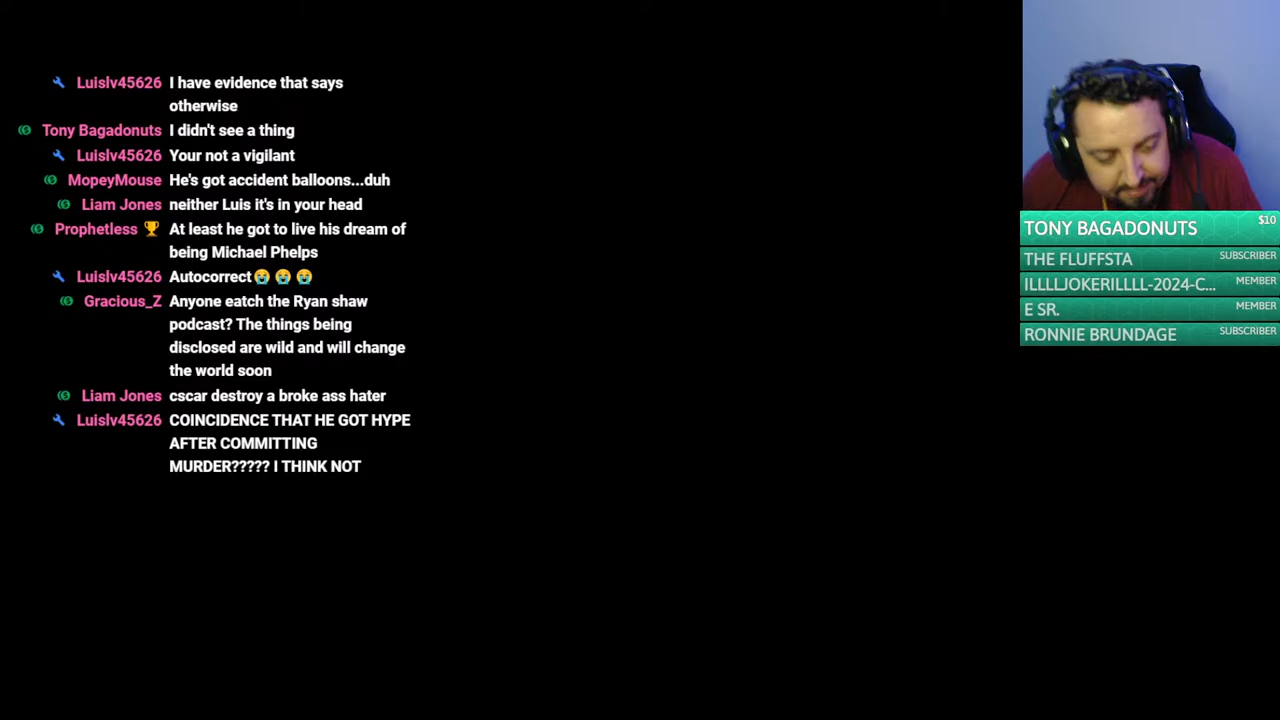 Luislv45626 I have evidence that says
otherwise
Tony Bagadonuts I didn't see a thing
Luislv45626 Your not a vigilant
MopeyMouse He's got accident balloons...duh
Liam Jones neither Luis it's in your head
Prophetless 🏆 At least he got to live his dream of
being Michael Phelps
Luislv45626 Autocorrect😭 😭 😭
Gracious_Z Anyone eatch the Ryan shaw
podcast? The things being
disclosed are wild and will change
the world soon
Liam Jones cscar destroy a broke ass hater
Luislv45626 COINCIDENCE THAT HE GOT HYPE
AFTER COMMITTING
MURDER????? I THINK NOT
TONY BAGADONUTS $10
THE FLUFFSTA SUBSCRIBER
ILLLLJOKERILLLL-2024-C... MEMBER
E SR. MEMBER
RONNIE BRUNDAGE SUBSCRIBER